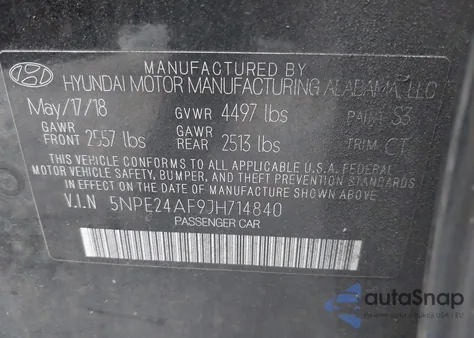 MANUFACTURED BY
HYUNDAI MOTOR MANUFACTURING ALABAMA, LLC
May/17/18 GVWR 4497 lbs PAINT S3
GAWR FRONT 2557 lbs GAWR REAR 2513 lbs TRIM CT
THIS VEHICLE CONFORMS TO ALL APPLICABLE U.S.A. FEDERAL
MOTOR VEHICLE SAFETY, BUMPER, AND THEFT PREVENTION
STANDARDS IN EFFECT ON THE DATE OF MANUFACTURE SHOWN
ABOVE.
V.I.N 5NPE24AF9JH714840
PASSENGER CAR
autoSnap